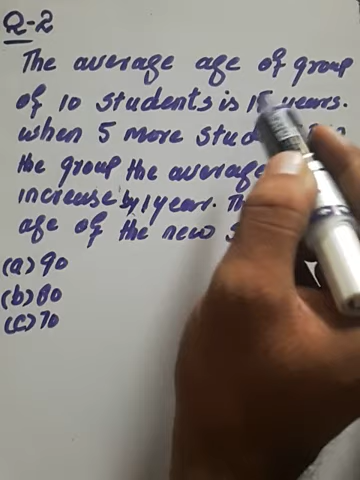 Q-2
The average age of group
of 10 students is 15 years.
when 5 more stud
the group the average
increase by 1 year. Th
age of the new s
(a) 90
(b) 80
(c) 70